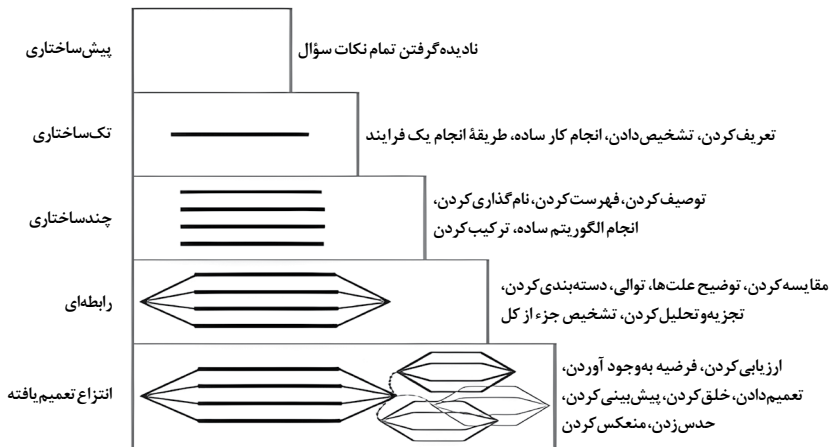 پیش‌ساختاری
نادیده‌گرفتن تمام نکات سؤال
تک‌ساختاری
تعریف‌کردن، تشخیص‌دادن، انجام کار ساده، طریقهٔ انجام یک فرایند
چندساختاری
توصیف‌کردن، فهرست‌کردن، نام‌گذاری‌کردن،
انجام الگوریتم ساده، ترکیب‌کردن
رابطه‌ای
مقایسه‌کردن، توضیح علت‌ها، توالی، دسته‌بندی‌کردن،
تجزیه‌وتحلیل‌کردن، تشخیص جزء از کل
انتزاع تعمیم‌یافته
ارزیابی‌کردن، فرضیه به‌وجود آوردن،
تعمیم‌دادن، خلق‌کردن، پیش‌بینی‌کردن،
حدس‌زدن، منعکس‌کردن